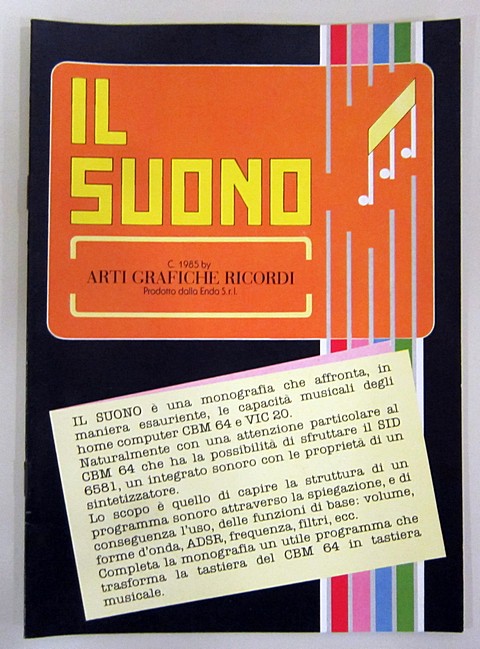 IL
SUONO
C. 1985 by
ARTI GRAFICHE RICORDI
Prodotto dalla Enda S.r.l.
IL SUONO è una monografia che affronta, in
maniera esauriente, le capacità musicali degli
home computer CBM 64 e VIC 20.
Naturalmente con una attenzione particolare al
CBM 64 che ha la possibilità di sfruttare il SID
6581, un integrato sonoro con le proprietà di un
sintetizzatore.
Lo scopo è quello di capire la struttura di un
programma sonoro attraverso la spiegazione, e di
conseguenza l'uso, delle funzioni di base: volume,
forme d'onda, ADSR, frequenza, filtri, ecc.
Completa la monografia un utile programma che
trasforma la tastiera del CBM 64 in tastiera
musicale.